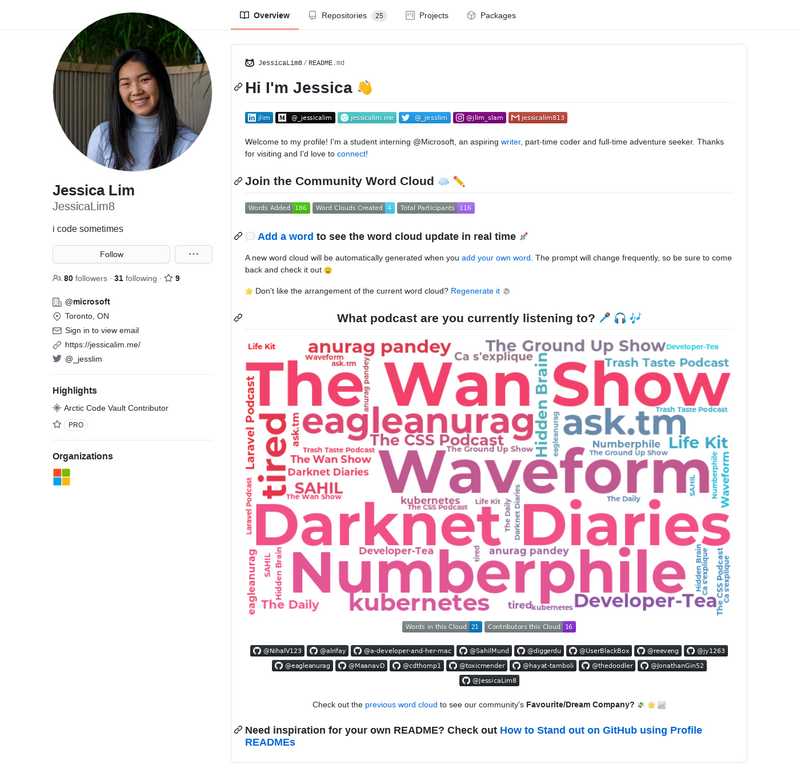 Overview
Repositories 25
Projects
Packages
Jessica Lim
JessicaLim8
i code sometimes
Follow
80 followers · 31 following · 9
@microsoft
Toronto, ON
Sign in to view email
https://jessicalim.me/
@_jesslim
Highlights
Arctic Code Vault Contributor
PRO
Organizations
JessicaLim8 / README.md
Hi I'm Jessica 👋
jlim @_jessicalim jessicalim.me @_jesslim @jlim_slam jessicalim813
Welcome to my profile! I'm a student interning @Microsoft, an aspiring writer, part-time coder and full-time adventure seeker. Thanks
for visiting and I'd love to connect!
Join the Community Word Cloud ☁️ ✏️
Words Added 186 Word Clouds Created 4 Total Participants 116
Add a word to see the word cloud update in real time 🚀
A new word cloud will be automatically generated when you add your own word. The prompt will change frequently, so be sure to come
back and check it out 😄
⭐ Don't like the arrangement of the current word cloud? Regenerate it 🎲
What podcast are you currently listening to? 🎤 🎧 🎶
Life Kit
anurag pandey
The Ground Up Show
Developer-Tea
Waveform
ask.tm
Ca s'explique
Trash Taste Podcast
The Wan Show
anurag pandey
Hidden Brain
Laravel Podcast
tired
ask.tm
eagleanurag
eagleanurag
ask.tm
Trash Taste Podcast
The CSS Podcast
Numberphile
Life Kit
Trash Taste Podcast
The Ground Up Show
The Ground Up Show
The Wan Show
Darknet Diaries
Waveform
Numberphile
Waveform
SAHIL
SAHIL
The Wan Show
Laravel Podcast
kubernetes
Life Kit
The CSS Podcast
The Daily
Darknet Diaries
The Daily
Darknet Diaries
Developer-Tea
tired
anurag pandey
eagleanurag
SAHIL
Hidden Brain
Numberphile
Hidden Brain
Ca s'explique
The CSS Podcast
Ca s'explique
The Daily
kubernetes
tired
kubernetes
Developer-Tea
Words in this Cloud 21 Contributors this Cloud 16
@NihalV123 @alrifay @a-developer-and-her-mac @SahilMund @diggerdu @UserBlackBox @reeveng @jy1263
@eagleanurag @MaanavD @cdthomp1 @toxicmender @hayat-tamboli @thedoodler @JonathanGin52
@JessicaLim8
Check out the previous word cloud to see our community's Favourite/Dream Company? 💸 🌟 📈
Need inspiration for your own README? Check out How to Stand out on GitHub using Profile
READMEs